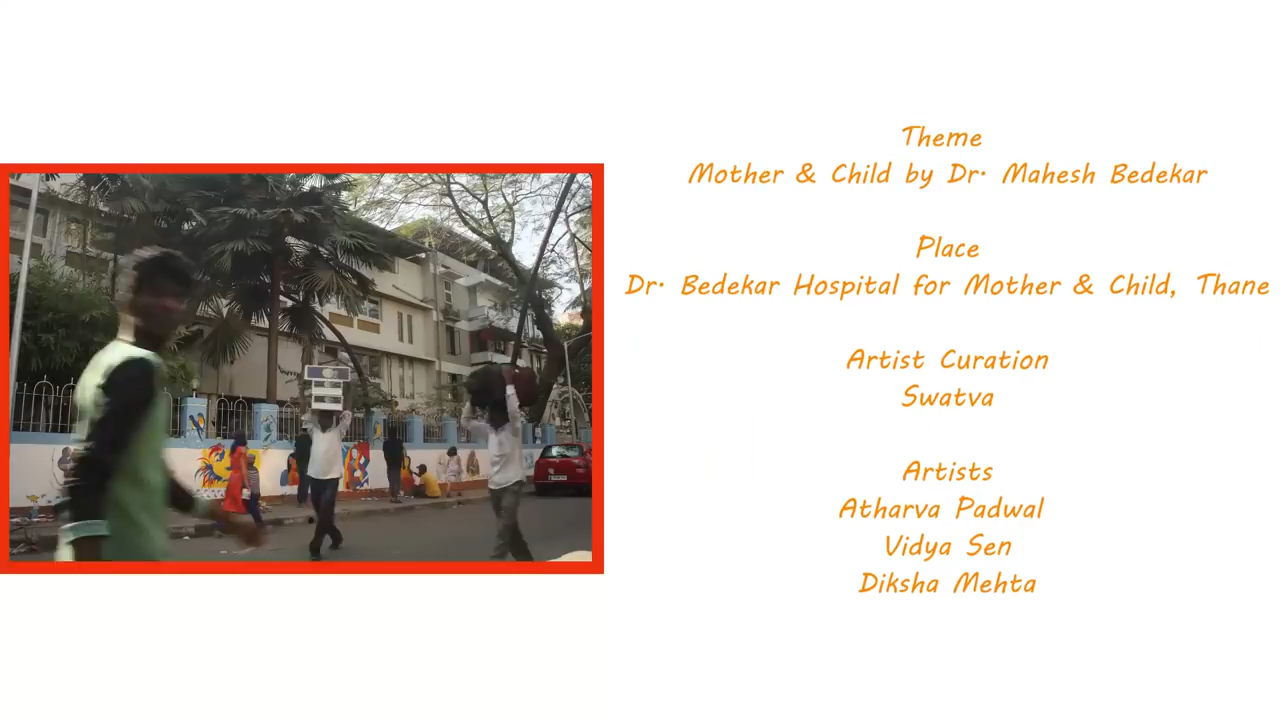 Theme
Mother & Child by Dr. Mahesh Bedekar
Place
Dr. Bedekar Hospital for Mother & Child, Thane
Artist Curation
Swatva
Artists
Atharva Padwal
Vidya Sen
Diksha Mehta